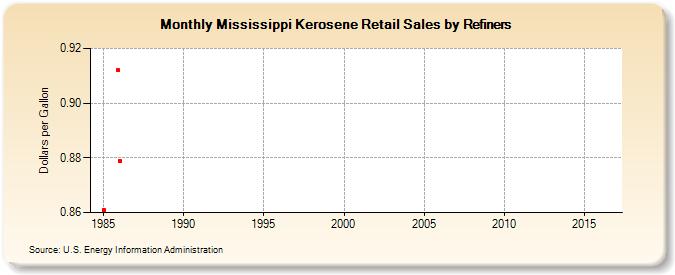 Monthly Mississippi Kerosene Retail Sales by Refiners
Dollars per Gallon
0.92
0.90
0.88
0.86
1985 1990 1995 2000 2005 2010 2015
Source: U.S. Energy Information Administration